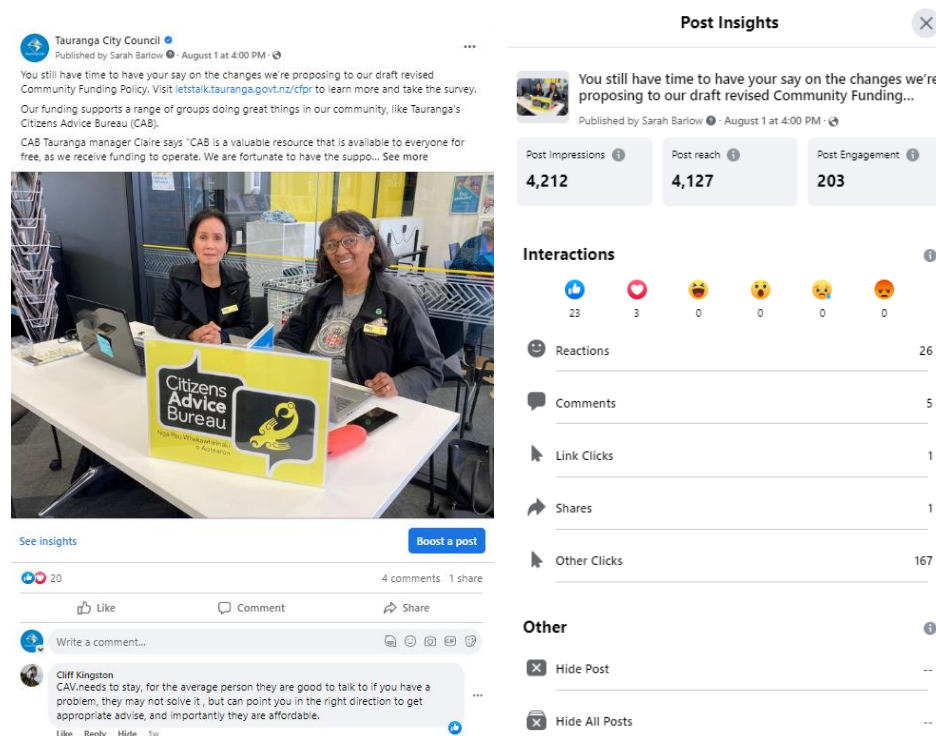 Tauranga City Council
Published by Sarah Barlow · August 1 at 4:00 PM ·
You still have time to have your say on the changes we're proposing to our draft revised
Community Funding Policy. Visit letstalk.tauranga.govt.nz/cfpr to learn more and take the survey.
Our funding supports a range of groups doing great things in our community, like Tauranga's
Citizens Advice Bureau (CAB).
CAB Tauranga manager Claire says "CAB is a valuable resource that is available to everyone for
free, as we receive funding to operate. We are fortunate to have the suppo... See more
Citizens
Advice
Bureau
Ngā Pou Whakawhirinaki
o Aotearoa
See insights
Boost a post
20
4 comments 1 share
Like Comment Share
Write a comment...
GIF
Cliff Kingston
CAV.needs to stay, for the average person they are good to talk to if you have a
problem, they may not solve it , but can point you in the right direction to get
appropriate advise, and importantly they are affordable.
Like Reply Hide 1w
Post Insights
You still have time to have your say on the changes we're
proposing to our draft revised Community Funding...
Published by Sarah Barlow · August 1 at 4:00 PM ·
Post Impressions Post reach Post Engagement
4,212 4,127 203
Interactions
23 3 0 0 0 0
Reactions 26
Comments 5
Link Clicks 1
Shares 1
Other Clicks 167
Other
Hide Post --
Hide All Posts --